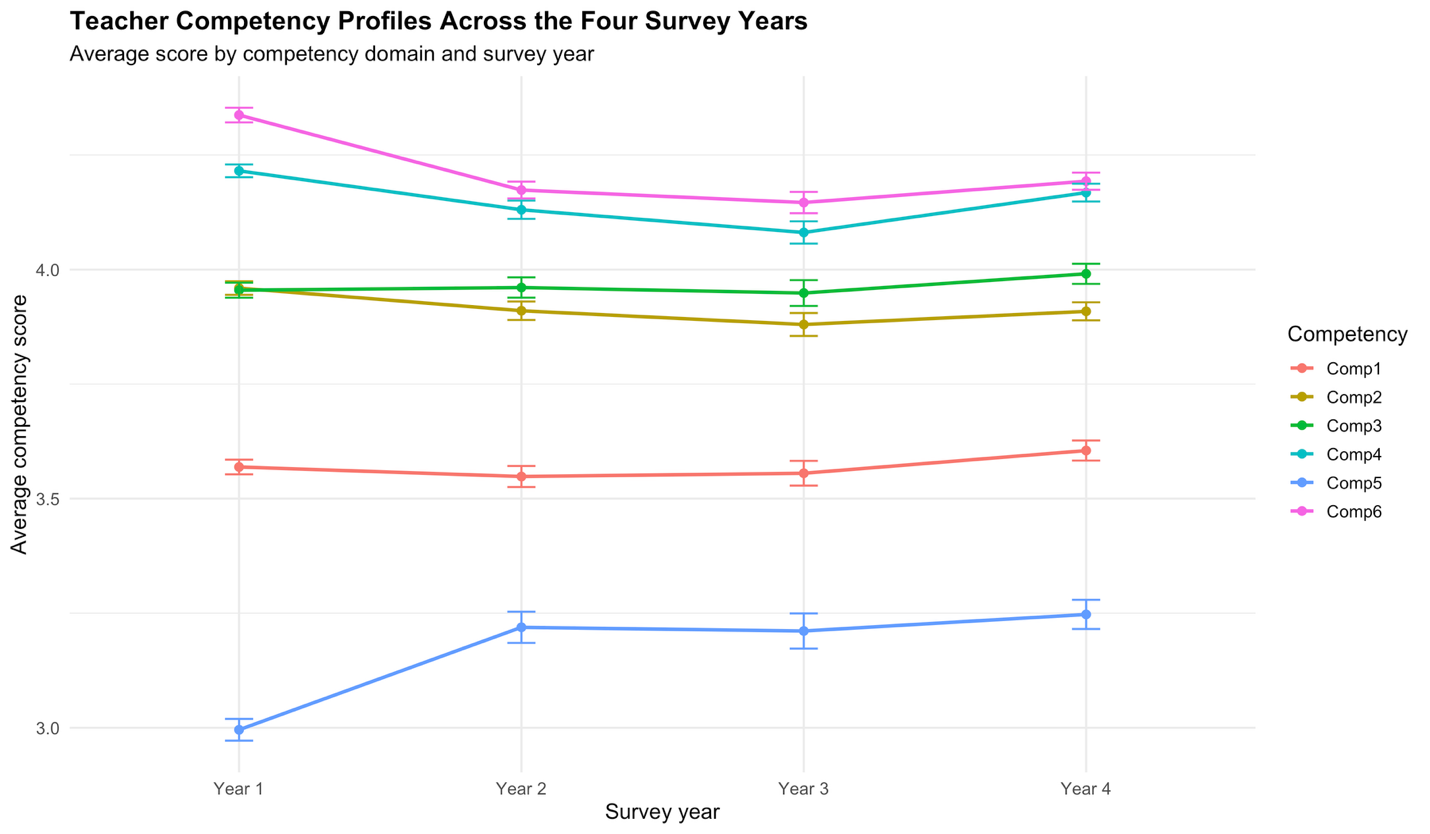 Teacher Competency Profiles Across the Four Survey Years
Average score by competency domain and survey year
Average competency score
4.0
3.5
3.0
Year 1
Year 2
Year 3
Year 4
Survey year
Competency
Comp1
Comp2
Comp3
Comp4
Comp5
Comp6